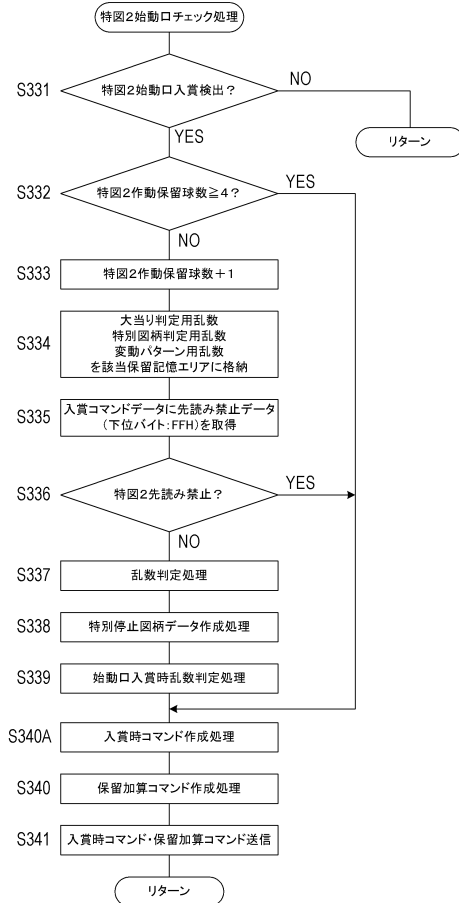 特図2始動口チェック処理
S331
特図2始動口入賞検出？
NO
YES
リターン
S332
特図2作動保留球数≧4？
YES
NO
S333
特図2作動保留球数＋1
S334
大当り判定用乱数
特別図柄判定用乱数
変動パターン用乱数
を該当保留記憶エリアに格納
S335
入賞コマンドデータに先読み禁止データ
(下位バイト:FFH)を取得
S336
特図2先読み禁止？
YES
NO
S337
乱数判定処理
S338
特別停止図柄データ作成処理
S339
始動口入賞時乱数判定処理
S340A
入賞時コマンド作成処理
S340
保留加算コマンド作成処理
S341
入賞時コマンド・保留加算コマンド送信
リターン